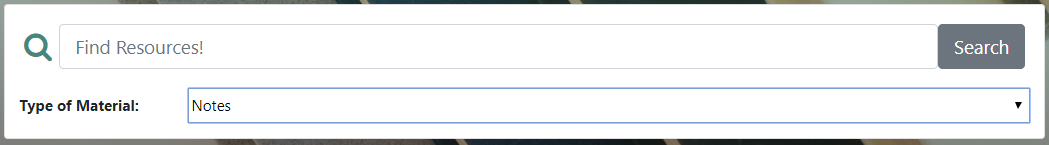 Find Resources! Search
Type of Material: Notes